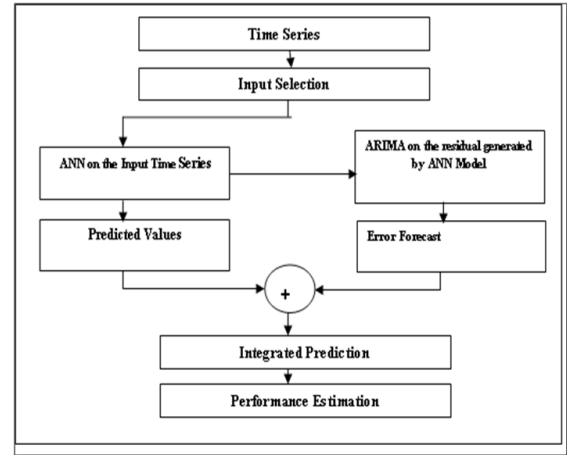 Time Series
Input Selection
ANN on the Input Time Series
ARIMA on the residual generated
by ANN Model
Predicted Values
Error Forecast
+
Integrated Prediction
Performance Estimation